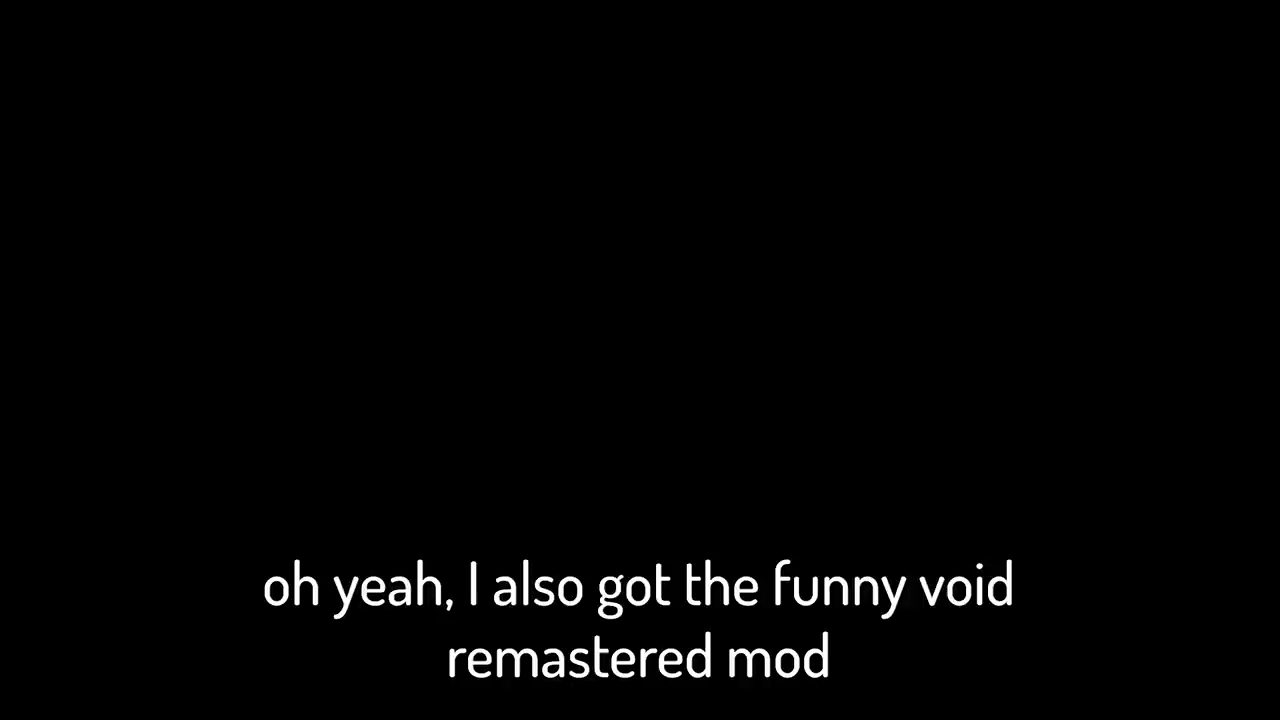 oh yeah, I also got the funny void
remastered mod